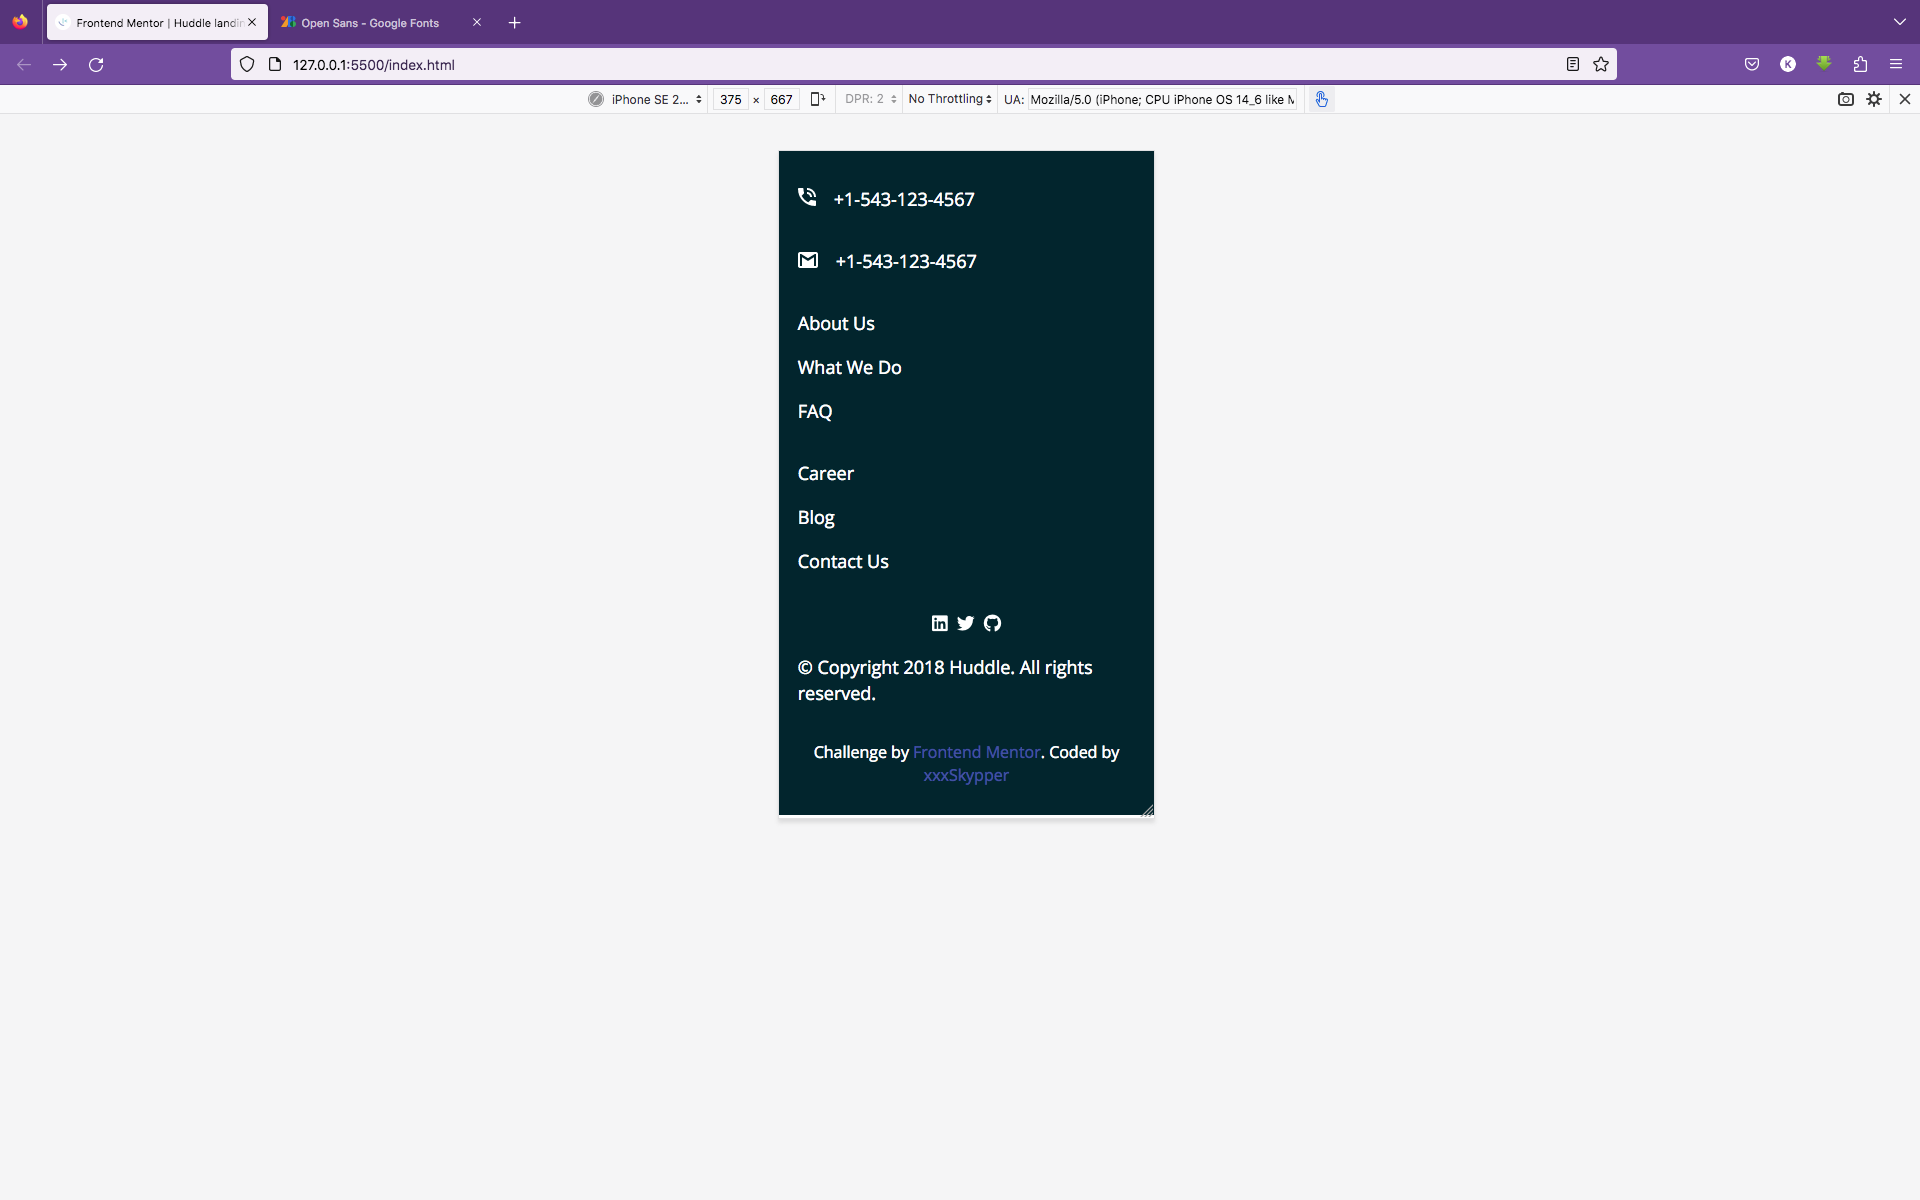 Frontend Mentor | Huddle landin
Open Sans - Google Fonts
127.0.0.1:5500/index.html
K
iPhone SE 2... 375 × 667 DPR: 2 No Throttling UA: Mozilla/5.0 (iPhone; CPU iPhone OS 14_6 like M
+1-543-123-4567
+1-543-123-4567
About Us
What We Do
FAQ
Career
Blog
Contact Us
in
© Copyright 2018 Huddle. All rights
reserved.
Challenge by Frontend Mentor. Coded by
xxxSkypper